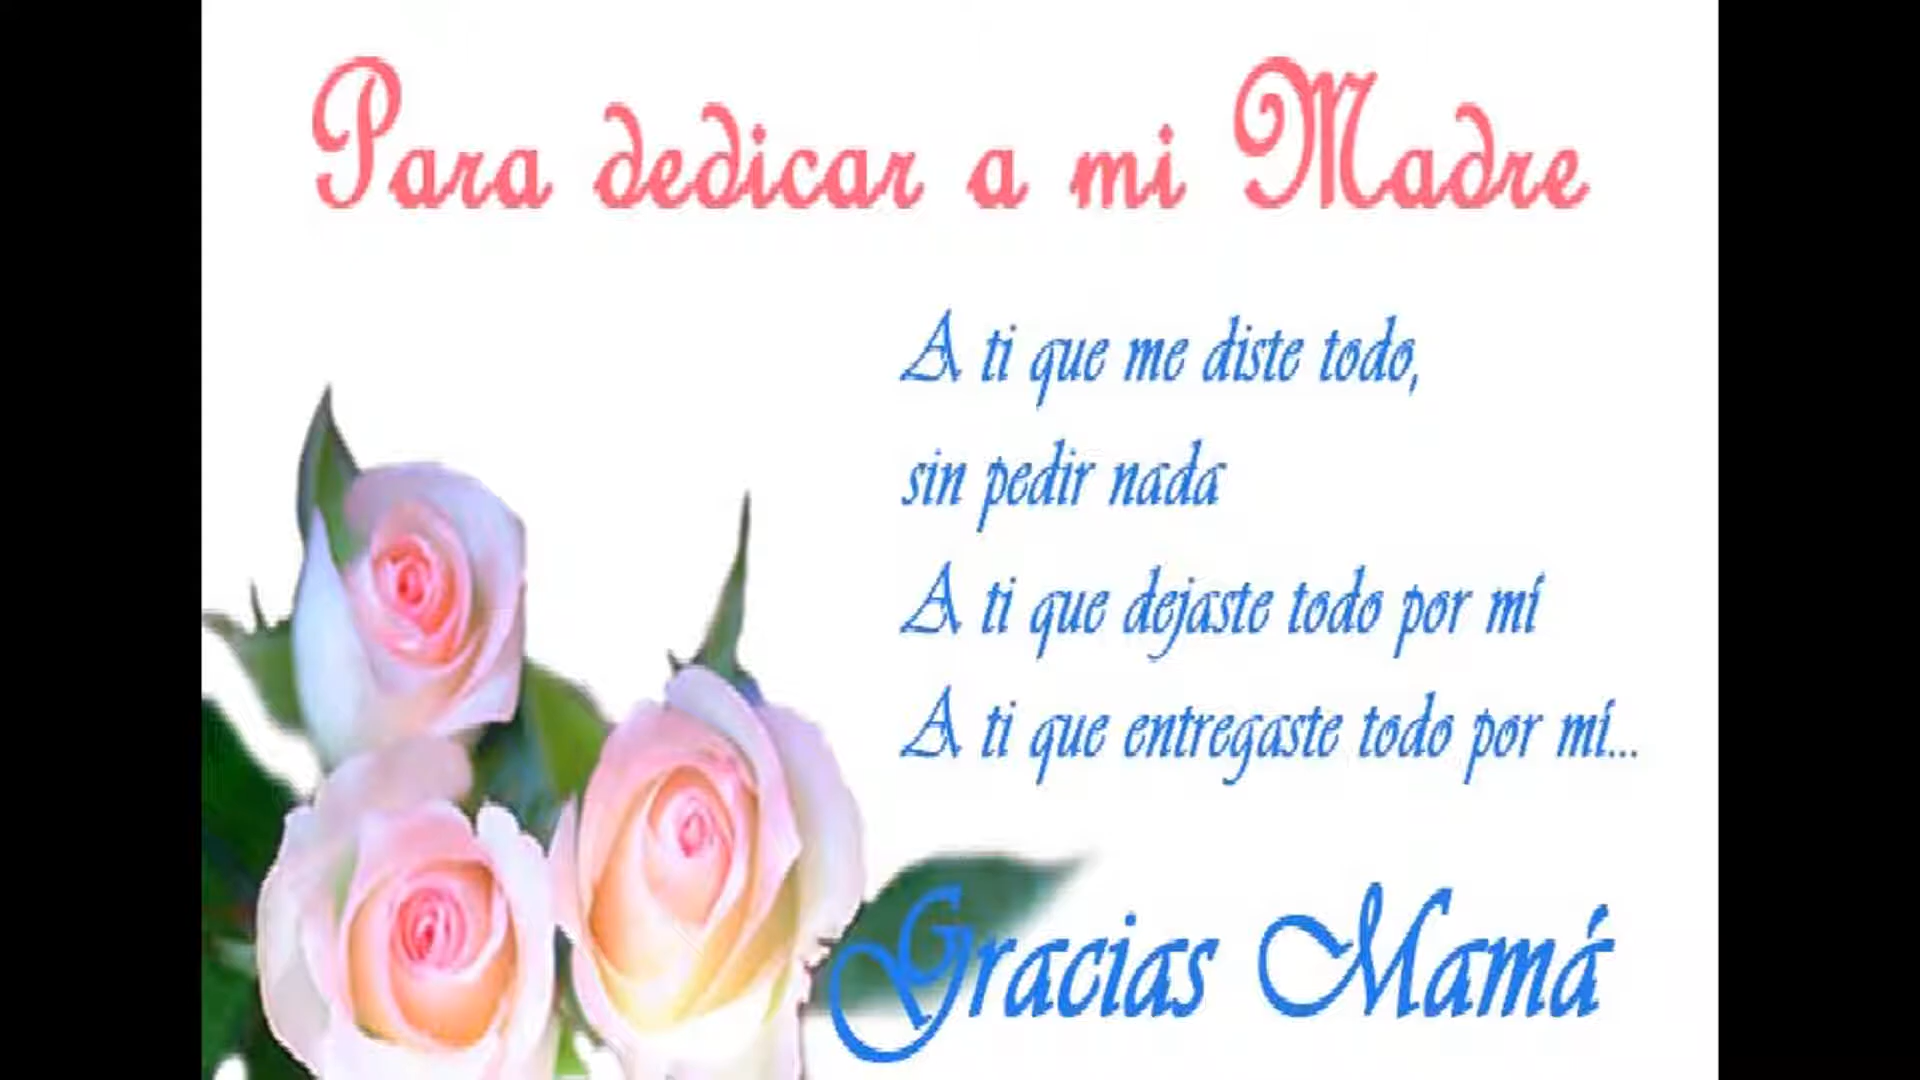 Para dedicar a mi Madre
A ti que me diste todo,
sin pedir nada
A ti que dejaste todo por mí
A ti que entregaste todo por mí...
Gracias Mamá